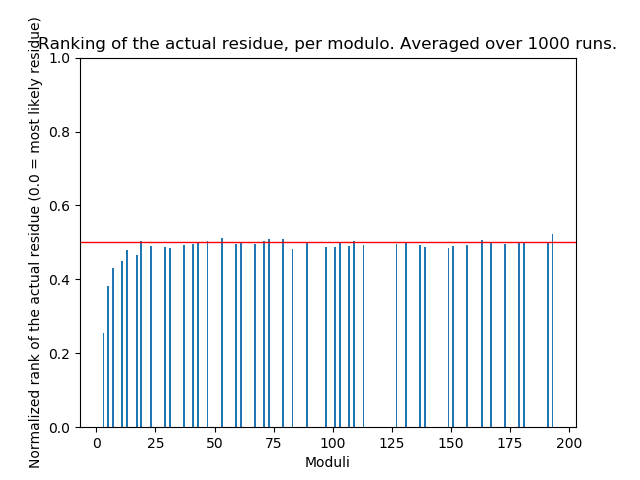 Ranking of the actual residue, per modulo. Averaged over 1000 runs.
Normalized rank of the actual residue (0.0 = most likely residue)
1.0
0.8
0.6
0.4
0.2
0.0
0 25 50 75 100 125 150 175 200
Moduli